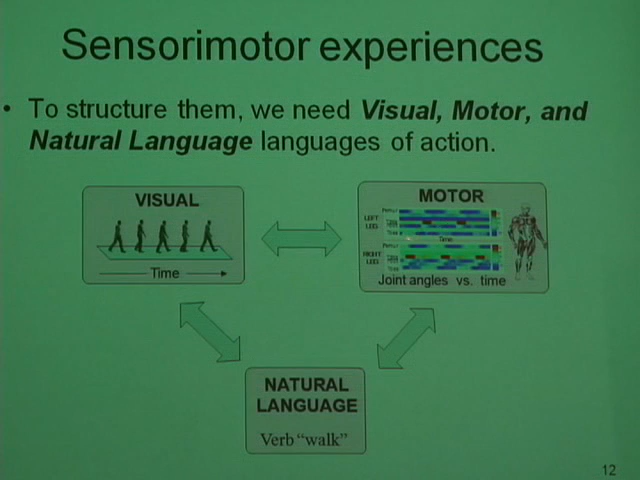 Sensorimotor experiences
• To structure them, we need Visual, Motor, and
Natural Language languages of action.
VISUAL
Time
MOTOR
LEFT
LEG
Time
RIGHT
LEG
Joint angles vs. time
NATURAL
LANGUAGE
Verb “walk”
12